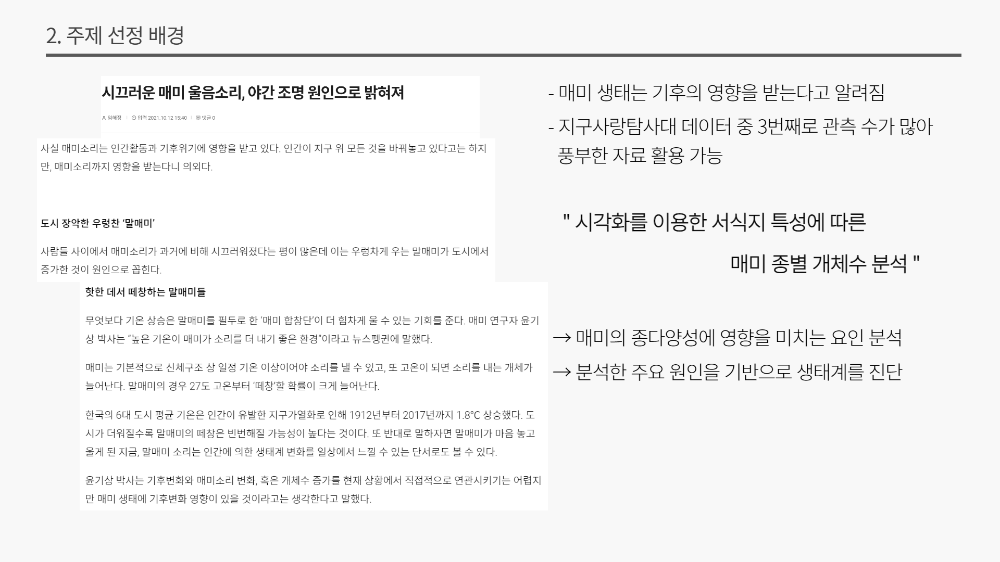 2. 주제 선정 배경
시끄러운 매미 울음소리, 야간 조명 원인으로 밝혀져
임해정 입력 2021.10.12 15:40 댓글 0
사실 매미소리는 인간활동과 기후위기에 영향을 받고 있다. 인간이 지구 위 모든 것을 바꿔놓고 있다고는 하지
만, 매미소리까지 영향을 받는다니 의외다.
도시 장악한 우렁찬 ‘말매미’
사람들 사이에서 매미소리가 과거에 비해 시끄러워졌다는 평이 많은데 이는 우렁차게 우는 말매미가 도시에서
증가한 것이 원인으로 꼽힌다.
핫한 데서 떼창하는 말매미들
무엇보다 기온 상승은 말매미를 필두로 한 ‘매미 합창단’이 더 힘차게 울 수 있는 기회를 준다. 매미 연구자 윤기
상 박사는 “높은 기온이 매미가 소리를 더 내기 좋은 환경”이라고 뉴스펭귄에 말했다.
매미는 기본적으로 신체구조 상 일정 기온 이상이어야 소리를 낼 수 있고, 또 고온이 되면 소리를 내는 개체가
늘어난다. 말매미의 경우 27도 고온부터 ‘떼창’할 확률이 크게 늘어난다.
한국의 6대 도시 평균 기온은 인간이 유발한 지구가열화로 인해 1912년부터 2017년까지 1.8℃ 상승했다. 도
시가 더워질수록 말매미의 떼창은 빈번해질 가능성이 높다는 것이다. 또 반대로 말하자면 말매미가 마음 놓고
울게 된 지금, 말매미 소리는 인간에 의한 생태계 변화를 일상에서 느낄 수 있는 단서로도 볼 수 있다.
윤기상 박사는 기후변화와 매미소리 변화, 혹은 개체수 증가를 현재 상황에서 직접적으로 연관시키기는 어렵지
만 매미 생태에 기후변화 영향이 있을 것이라고는 생각한다고 말했다.
- 매미 생태는 기후의 영향을 받는다고 알려짐
- 지구사랑탐사대 데이터 중 3번째로 관측 수가 많아
풍부한 자료 활용 가능
" 시각화를 이용한 서식지 특성에 따른
매미 종별 개체수 분석 "
→ 매미의 종다양성에 영향을 미치는 요인 분석
→ 분석한 주요 원인을 기반으로 생태계를 진단